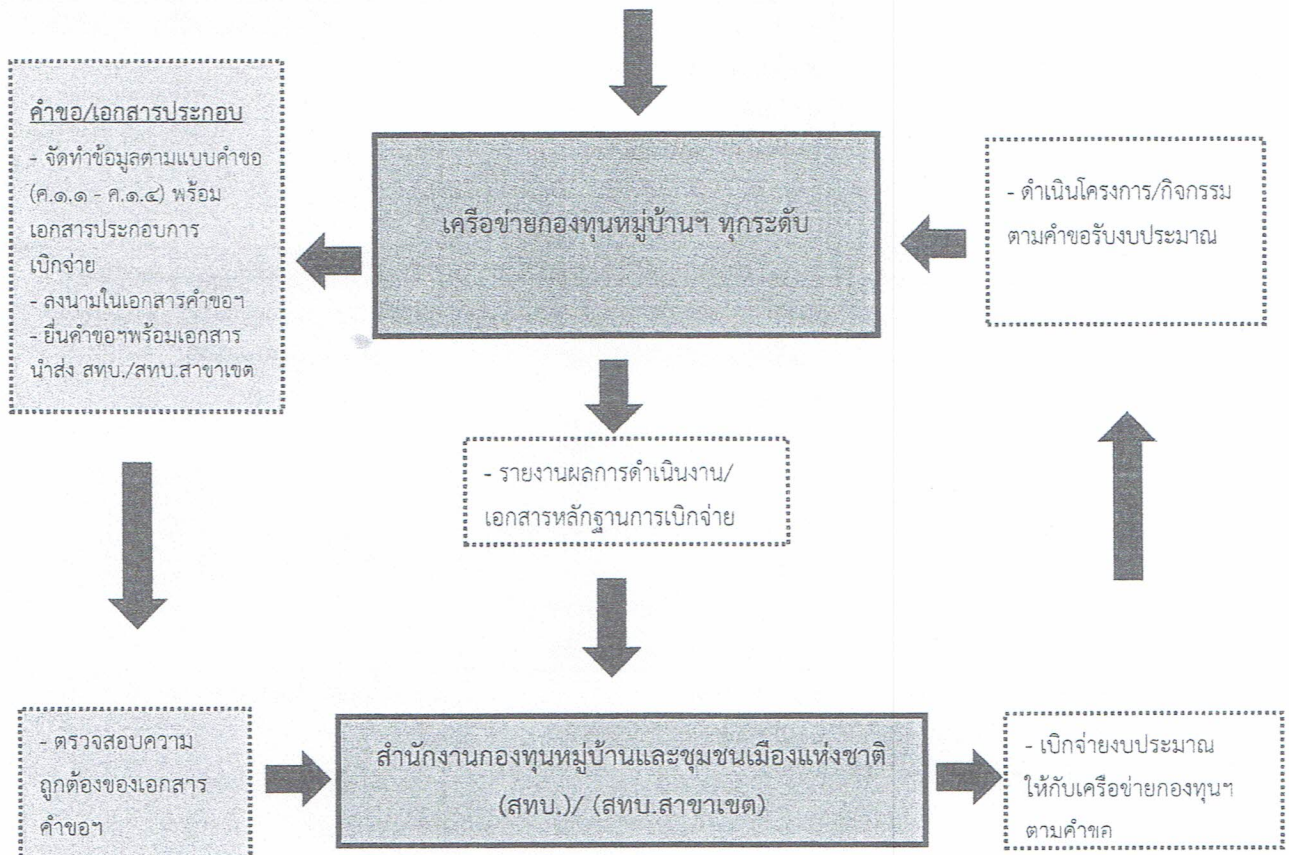 คำขอ/เอกสารประกอบ
- จัดทำข้อมูลตามแบบคำขอ
(ค.๑.๑ - ค.๑.๔) พร้อม
เอกสารประกอบการ
เบิกจ่าย
- ลงนามในเอกสารคำขอฯ
- ยื่นคำขอฯพร้อมเอกสาร
นำส่ง สทบ./สทบ.สาขาเขต
เครือข่ายกองทุนหมู่บ้านฯ ทุกระดับ
- ดำเนินโครงการ/กิจกรรม
ตามคำขอรับงบประมาณ
- รายงานผลการดำเนินงาน/
เอกสารหลักฐานการเบิกจ่าย
- ตรวจสอบความ
ถูกต้องของเอกสาร
คำขอฯ
สำนักงานกองทุนหมู่บ้านและชุมชนเมืองแห่งชาติ
(สทบ.)/ (สทบ.สาขาเขต)
- เบิกจ่ายงบประมาณ
ให้กับเครือข่ายกองทุนฯ
ตามคำขอ